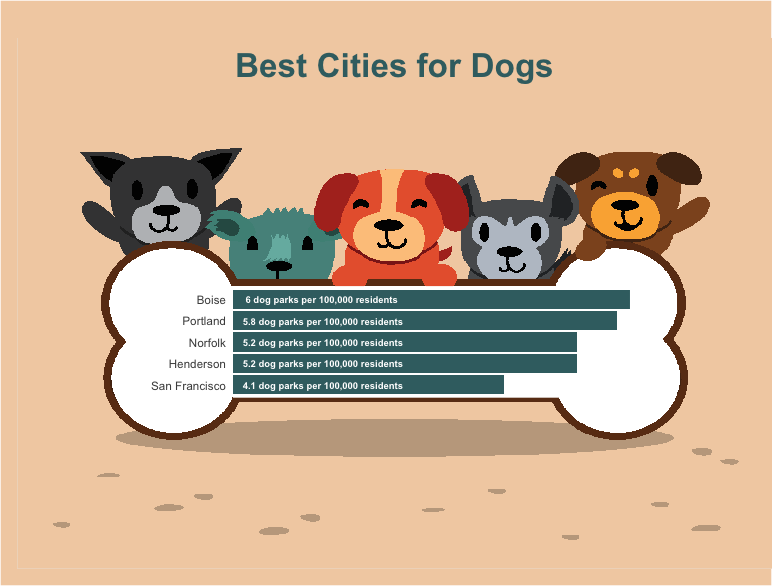 Best Cities for Dogs
Boise 6 dog parks per 100,000 residents
Portland 5.8 dog parks per 100,000 residents
Norfolk 5.2 dog parks per 100,000 residents
Henderson 5.2 dog parks per 100,000 residents
San Francisco 4.1 dog parks per 100,000 residents